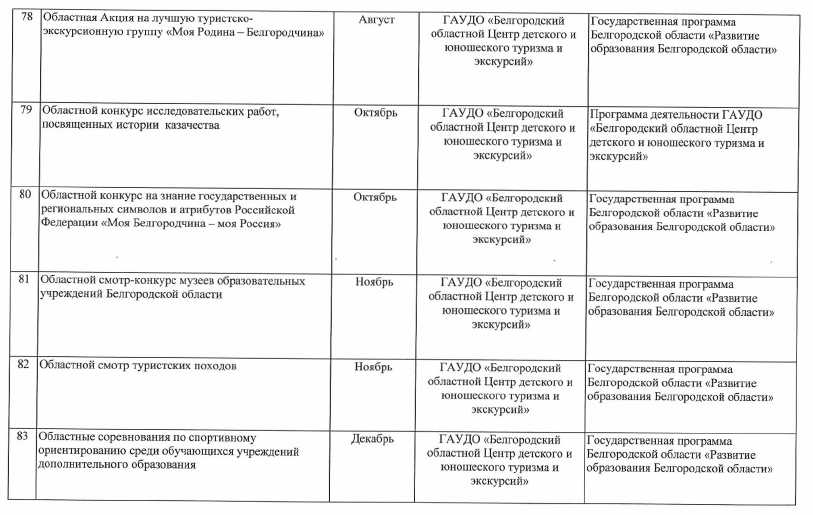 78
Областная Акция на лучшую туристско-
экскурсионную группу «Моя Родина – Белгородчина»
Август
ГАУДО «Белгородский
областной Центр детского и
юношеского туризма и
экскурсий»
Государственная программа
Белгородской области «Развитие
образования Белгородской области»
79
Областной конкурс исследовательских работ,
посвященных истории казачества
Октябрь
ГАУДО «Белгородский
областной Центр детского и
юношеского туризма и
экскурсий»
Программа деятельности ГАУДО
«Белгородский областной Центр
детского и юношеского туризма и
экскурсий»
80
Областной конкурс на знание государственных и
региональных символов и атрибутов Российской
Федерации «Моя Белгородчина – моя Россия»
Октябрь
ГАУДО «Белгородский
областной Центр детского и
юношеского туризма и
экскурсий»
Государственная программа
Белгородской области «Развитие
образования Белгородской области»
81
Областной смотр-конкурс музеев образовательных
учреждений Белгородской области
Ноябрь
ГАУДО «Белгородский
областной Центр детского и
юношеского туризма и
экскурсий»
Государственная программа
Белгородской области «Развитие
образования Белгородской области»
82
Областной смотр туристских походов
Ноябрь
ГАУДО «Белгородский
областной Центр детского и
юношеского туризма и
экскурсий»
Государственная программа
Белгородской области «Развитие
образования Белгородской области»
83
Областные соревнования по спортивному
ориентированию среди обучающихся учреждений
дополнительного образования
Декабрь
ГАУДО «Белгородский
областной Центр детского и
юношеского туризма и
экскурсий»
Государственная программа
Белгородской области «Развитие
образования Белгородской области»